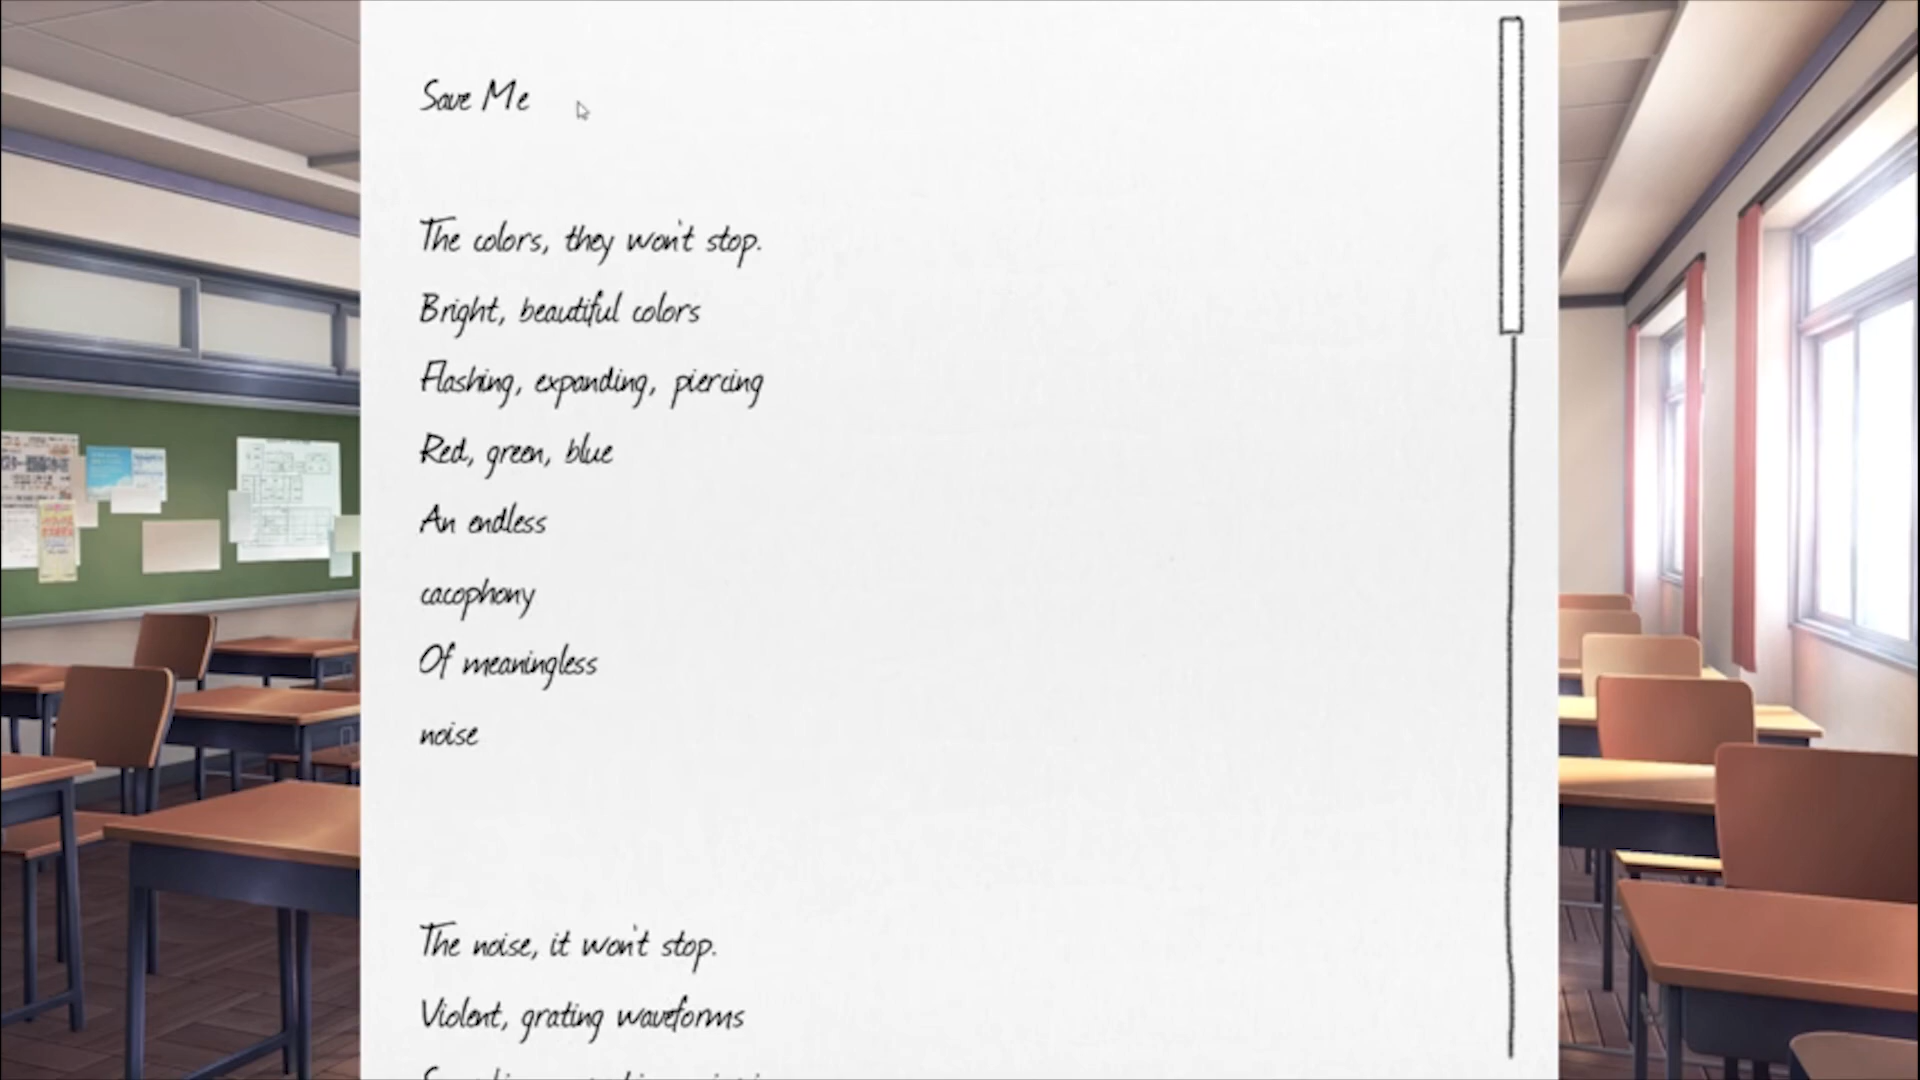 Save Me
The colors, they won't stop.
Bright, beautiful colors
Flashing, expanding, piercing
Red, green, blue
An endless
cacophony
Of meaningless
noise
The noise, it won't stop.
Violent, grating waveforms